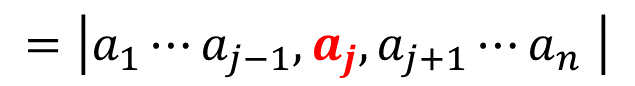 = |a₁ ⋯ aⱼ₋₁, aⱼ, aⱼ₊₁ ⋯ aₙ |